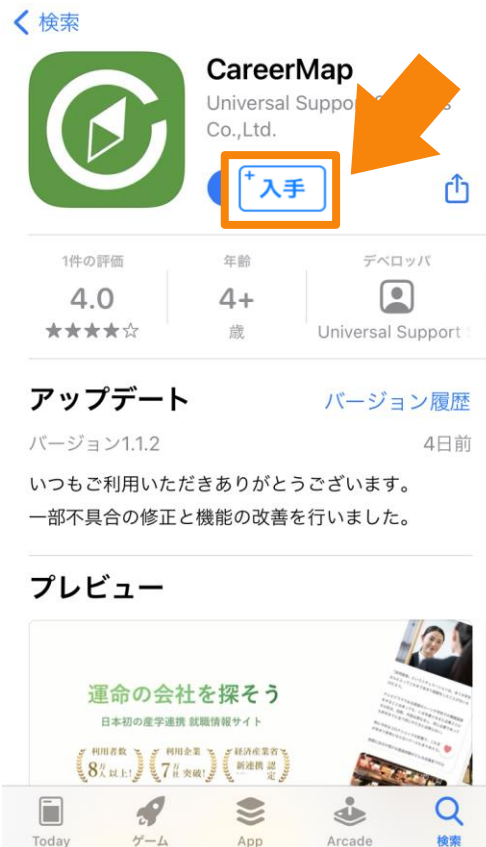 検索
CareerMap
Universal Suppor
Co.,Ltd.
+入手
1件の評価
年齢
デベロッパ
4.0
4+
★★★★☆
歳
Universal Support
アップデート
バージョン履歴
バージョン1.1.2
4日前
いつもご利用いただきありがとうございます。
一部不具合の修正と機能の改善を行いました。
プレビュー
運命の会社を探そう
日本初の産学連携 就職情報サイト
利用者数
8万人以上!
利用企業
7万社突破!
経済産業省
新連携 認定
Today
ゲーム
App
Arcade
検索